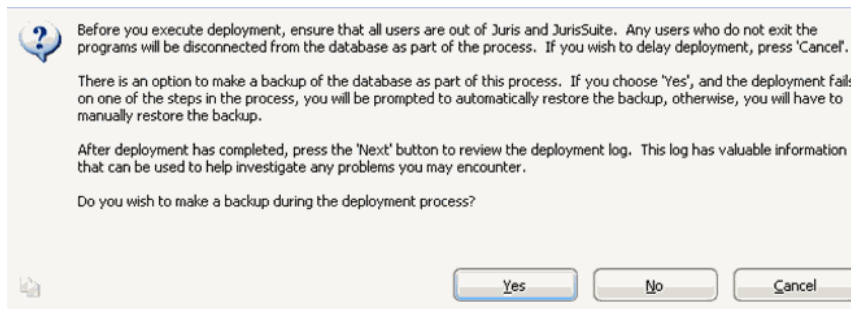 Before you execute deployment, ensure that all users are out of Juris and JurisSuite. Any users who do not exit the
programs will be disconnected from the database as part of the process. If you wish to delay deployment, press 'Cancel'.
There is an option to make a backup of the database as part of this process. If you choose 'Yes', and the deployment fails
on one of the steps in the process, you will be prompted to automatically restore the backup, otherwise, you will have to
manually restore the backup.
After deployment has completed, press the 'Next' button to review the deployment log. This log has valuable information
that can be used to help investigate any problems you may encounter.
Do you wish to make a backup during the deployment process?
Yes No Cancel